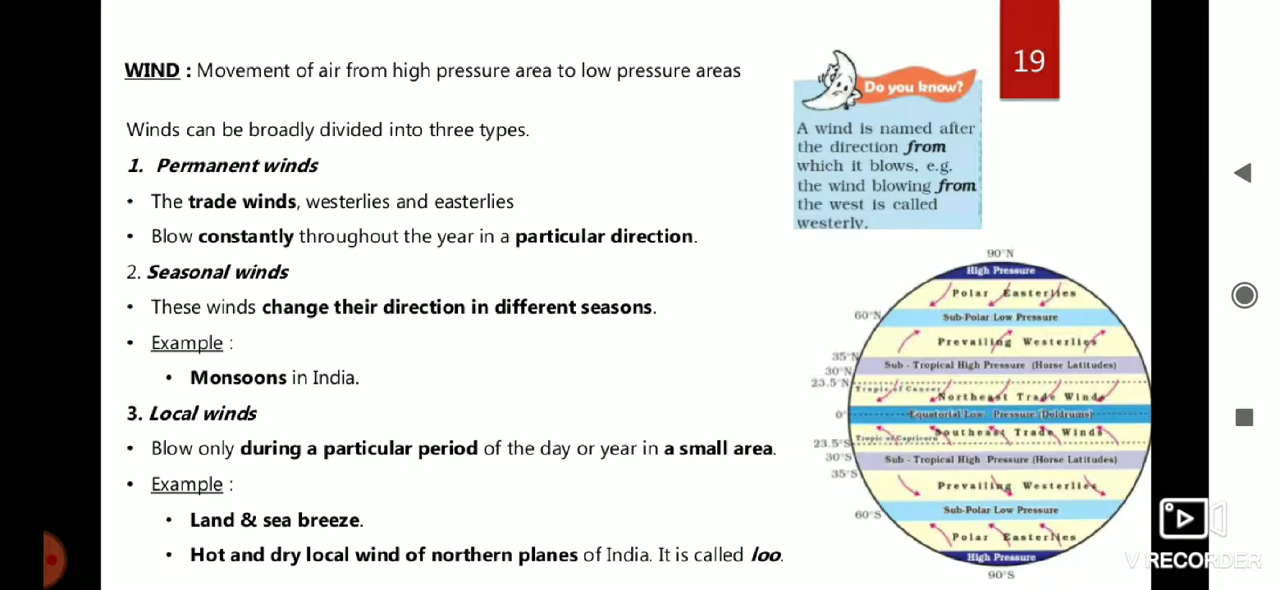 19
WIND : Movement of air from high pressure area to low pressure areas
Winds can be broadly divided into three types.
1. Permanent winds
• The trade winds, westerlies and easterlies
• Blow constantly throughout the year in a particular direction.
2. Seasonal winds
• These winds change their direction in different seasons.
• Example :
• Monsoons in India.
3. Local winds
• Blow only during a particular period of the day or year in a small area.
• Example :
• Land & sea breeze.
• Hot and dry local wind of northern planes of India. It is called loo.
Do you know?
A wind is named after
the direction from
which it blows, e.g.
the wind blowing from
the west is called
westerly.
90°N
High Pressure
Polar Easterlies
60°N
Sub-Polar Low Pressure
Prevailing Westerlies
35°N
Sub - Tropical High Pressure (Horse Latitudes)
30°N
23.5°N
Tropic of Cancer
Northeast Trade Winds
0°
Equatorial Low Pressure (Doldrums)
Southeast Trade Winds
Tropic of Capricorn
23.5°S
30°S
Sub - Tropical High Pressure (Horse Latitudes)
35°S
Prevailing Westerlies
60°S
Sub-Polar Low Pressure
Polar Easterlies
High Pressure
90°S
V RECORDER